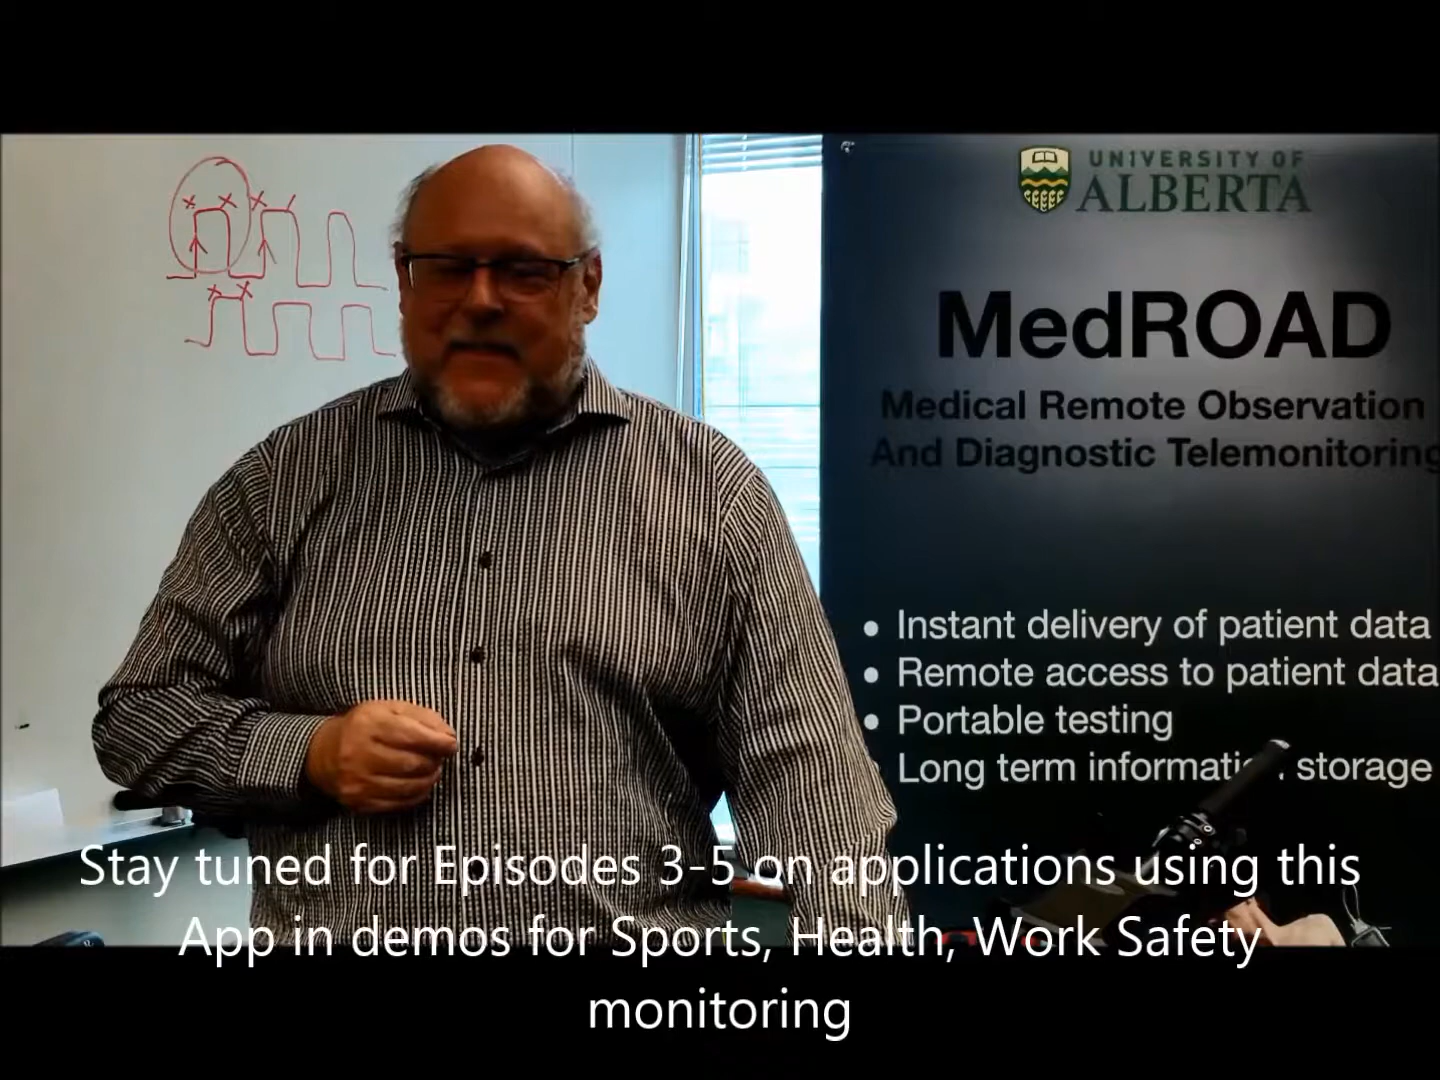 UNIVERSITY OF
ALBERTA
MedROAD
Medical Remote Observation
And Diagnostic Telemonitoring
• Instant delivery of patient data
• Remote access to patient data
• Portable testing
Long term information storage
Stay tuned for Episodes 3-5 on applications using this
App in demos for Sports, Health, Work Safety
monitoring